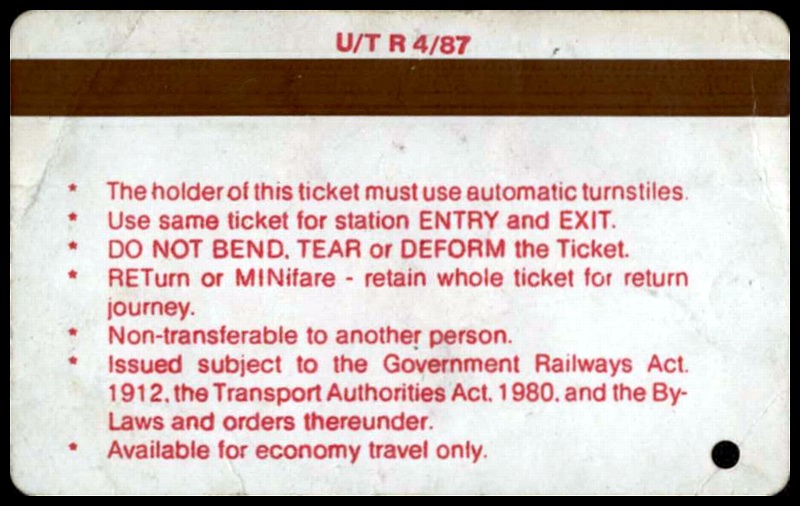 U/T R 4/87
* The holder of this ticket must use automatic turnstiles.
* Use same ticket for station ENTRY and EXIT.
* DO NOT BEND, TEAR or DEFORM the Ticket.
* RETurn or MINifare - retain whole ticket for return
journey.
* Non-transferable to another person.
* Issued subject to the Government Railways Act.
1912, the Transport Authorities Act, 1980, and the By-
Laws and orders thereunder.
* Available for economy travel only.